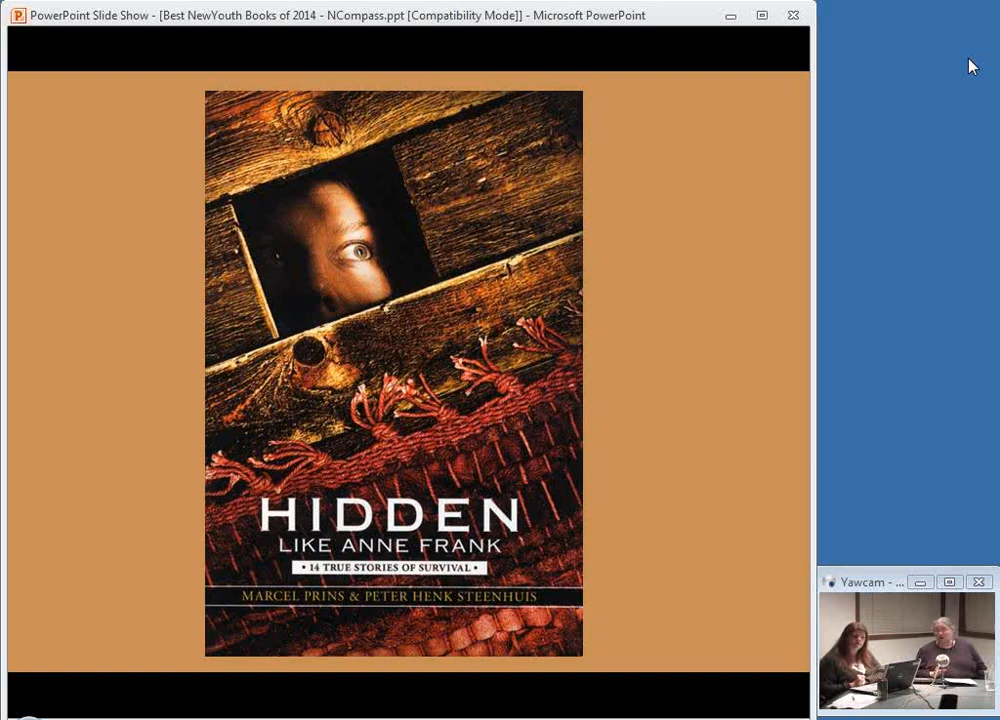 PowerPoint Slide Show - [Best NewYouth Books of 2014 - NCompass.ppt [Compatibility Mode]] - Microsoft PowerPoint
HIDDEN
LIKE ANNE FRANK
• 14 TRUE STORIES OF SURVIVAL •
MARCEL PRINS & PETER HENK STEENHUIS
Yawcam - ...